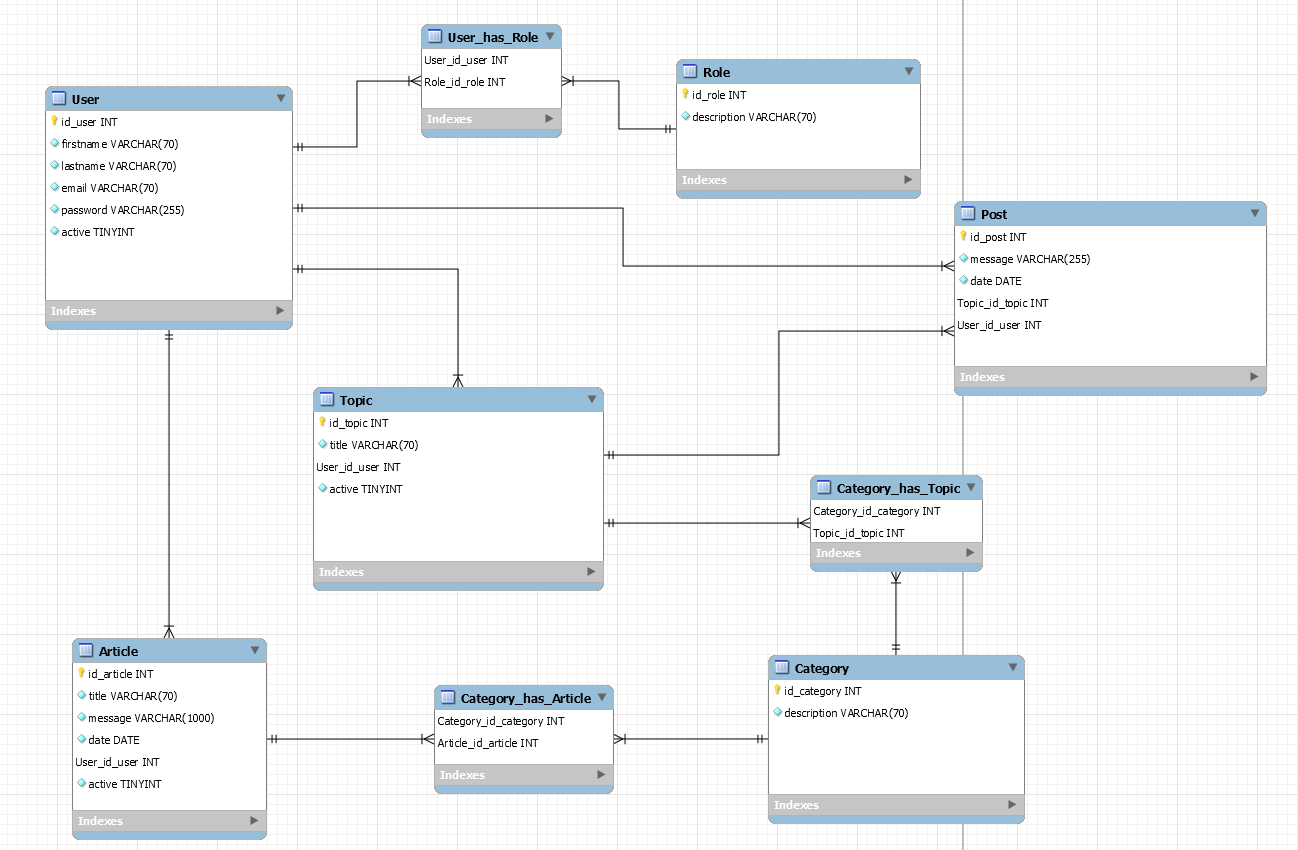 User_has_Role
User_id_user INT
Role_id_role INT
Indexes
Role
id_role INT
description VARCHAR(70)
Indexes
User
id_user INT
firstname VARCHAR(70)
lastname VARCHAR(70)
email VARCHAR(70)
password VARCHAR(255)
active TINYINT
Indexes
Post
id_post INT
message VARCHAR(255)
date DATE
Topic_id_topic INT
User_id_user INT
Indexes
Topic
id_topic INT
title VARCHAR(70)
User_id_user INT
active TINYINT
Indexes
Category_has_Topic
Category_id_category INT
Topic_id_topic INT
Indexes
Article
id_article INT
title VARCHAR(70)
message VARCHAR(1000)
date DATE
User_id_user INT
active TINYINT
Indexes
Category_has_Article
Category_id_category INT
Article_id_article INT
Indexes
Category
id_category INT
description VARCHAR(70)
Indexes